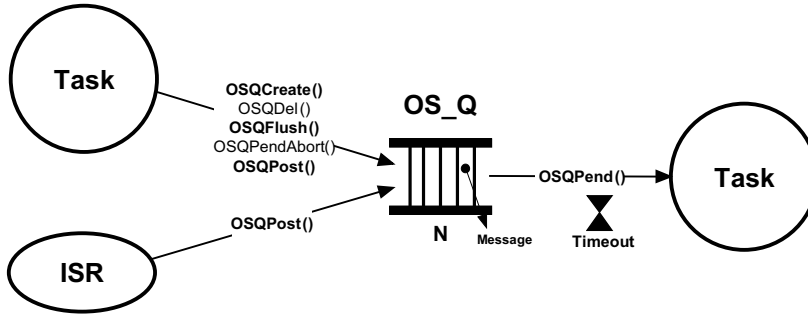 Task
OSQCreate()
OSQDel()
OSQFlush()
OSQPendAbort()
OSQPost()
OS_Q
OSQPend()
Task
OSQPost()
N
Message
Timeout
ISR